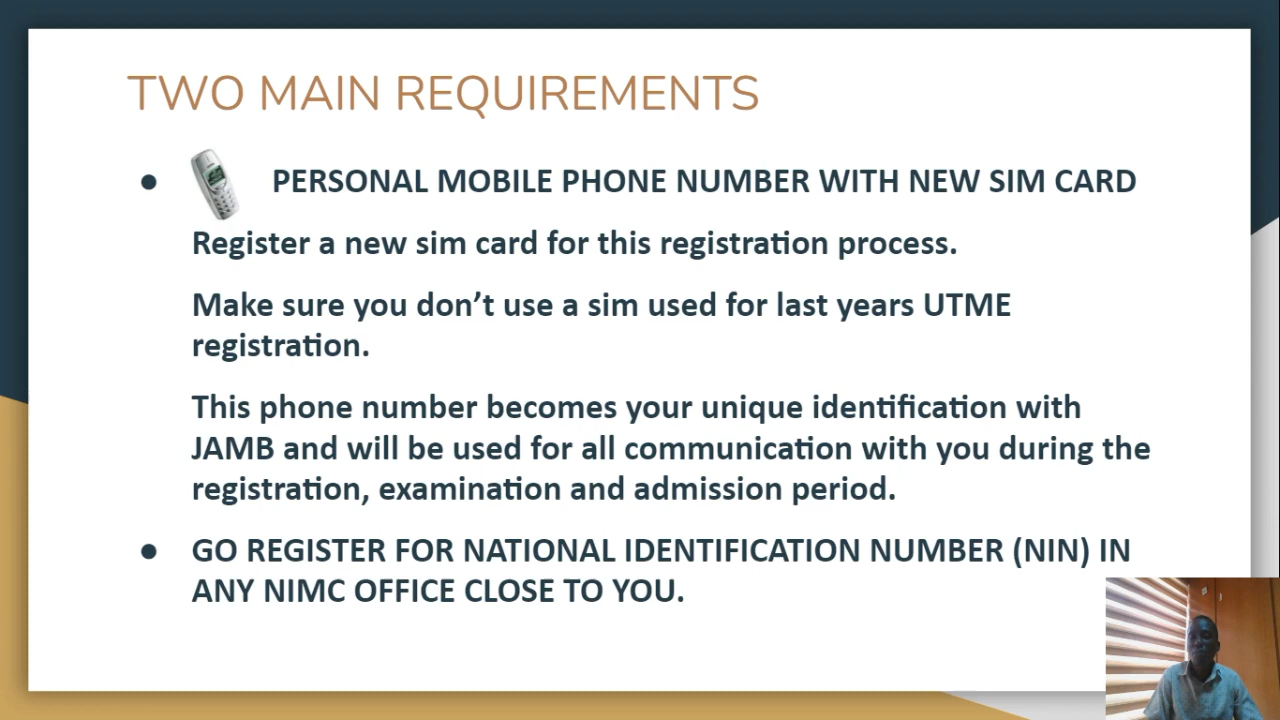 TWO MAIN REQUIREMENTS
● PERSONAL MOBILE PHONE NUMBER WITH NEW SIM CARD
Register a new sim card for this registration process.
Make sure you don’t use a sim used for last years UTME
registration.
This phone number becomes your unique identification with
JAMB and will be used for all communication with you during the
registration, examination and admission period.
● GO REGISTER FOR NATIONAL IDENTIFICATION NUMBER (NIN) IN
ANY NIMC OFFICE CLOSE TO YOU.